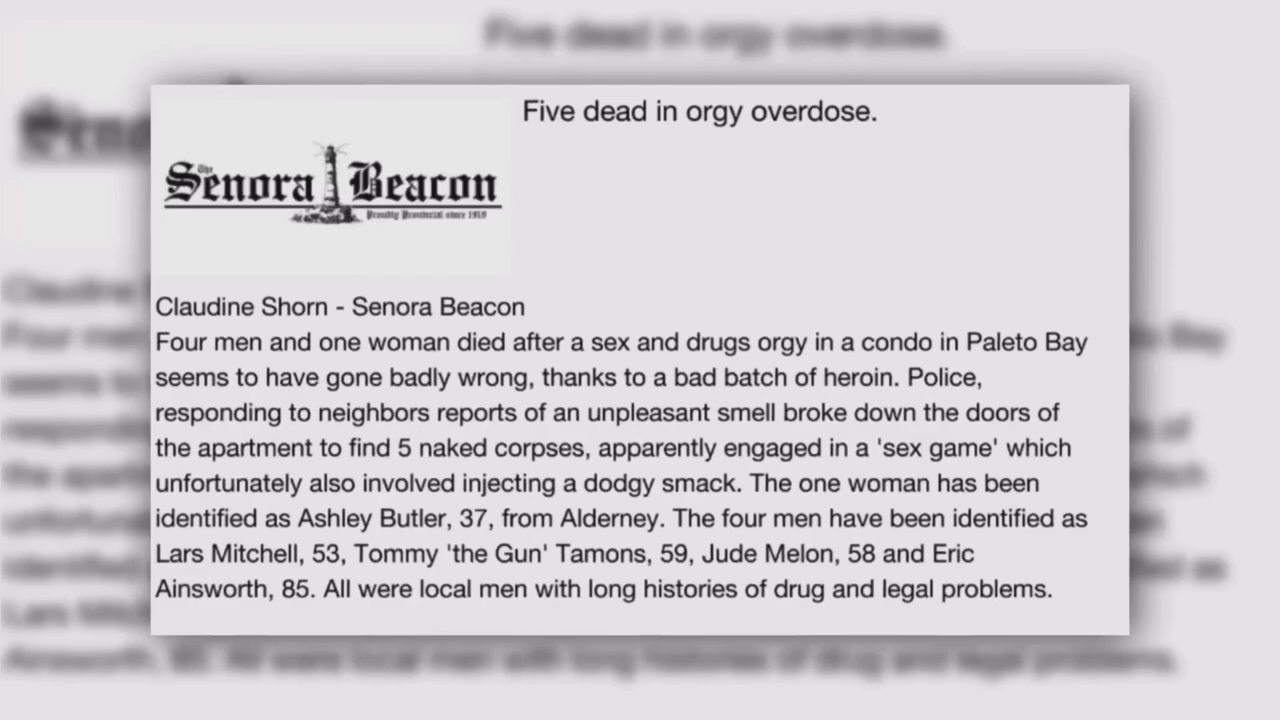 Five dead in orgy overdose.
The
Senora Beacon
Proudly Provincial since 1919
Claudine Shorn - Senora Beacon
Four men and one woman died after a sex and drugs orgy in a condo in Paleto Bay
seems to have gone badly wrong, thanks to a bad batch of heroin. Police,
responding to neighbors reports of an unpleasant smell broke down the doors of
the apartment to find 5 naked corpses, apparently engaged in a 'sex game' which
unfortunately also involved injecting a dodgy smack. The one woman has been
identified as Ashley Butler, 37, from Alderney. The four men have been identified as
Lars Mitchell, 53, Tommy 'the Gun' Tamons, 59, Jude Melon, 58 and Eric
Ainsworth, 85. All were local men with long histories of drug and legal problems.